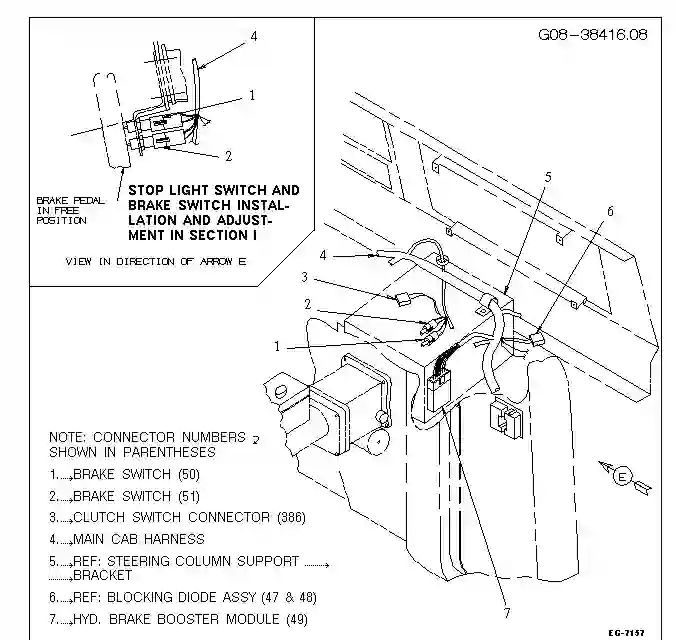 G08-38416.08
4
1
2
BRAKE PEDAL
IN FREE
POSITION
STOP LIGHT SWITCH AND
BRAKE SWITCH INSTAL-
LATION AND ADJUST-
MENT IN SECTION I
VIEW IN DIRECTION OF ARROW E
5
6
4
3
2
1
E
7
NOTE: CONNECTOR NUMBERS 2
SHOWN IN PARENTHESES
1. BRAKE SWITCH (50)
2. BRAKE SWITCH (51)
3. CLUTCH SWITCH CONNECTOR (386)
4. MAIN CAB HARNESS
5. REF: STEERING COLUMN SUPPORT
BRACKET
6. REF: BLOCKING DIODE ASSY (47 & 48)
7. HYD. BRAKE BOOSTER MODULE (49)
EG-7157